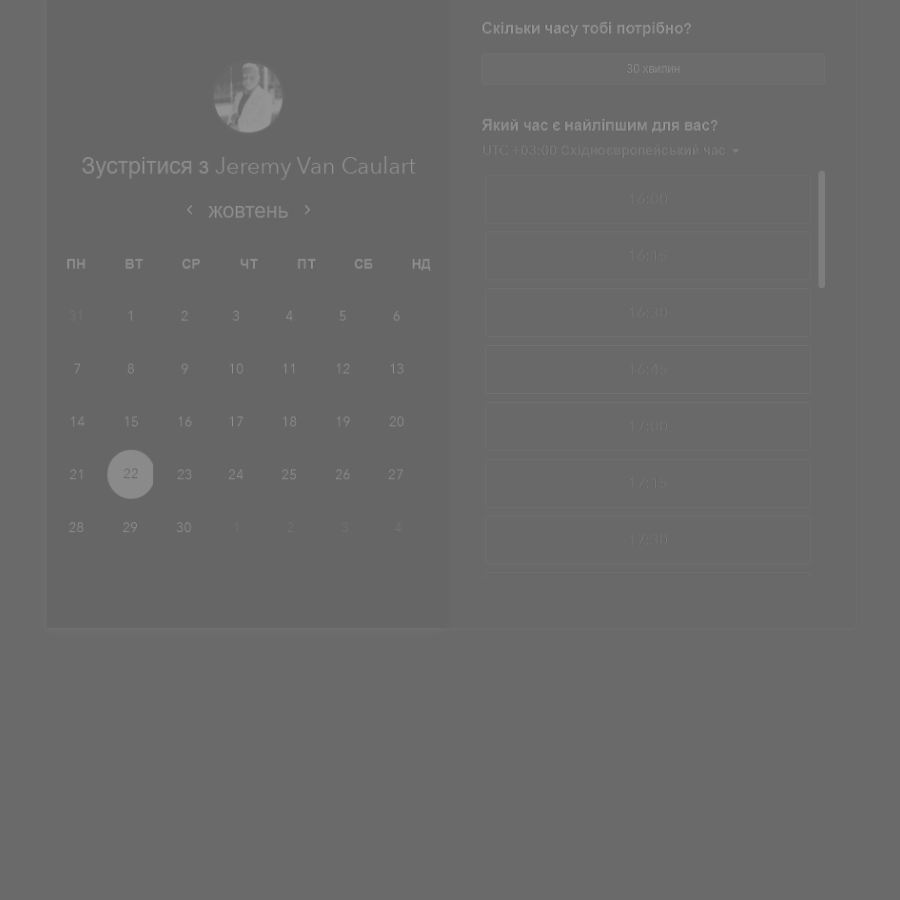 Зустрітися з Jeremy Van Caulart
жовтень
ПН ВТ СР ЧТ ПТ СБ НД
31 1 2 3 4 5 6
7 8 9 10 11 12 13
14 15 16 17 18 19 20
21 22 23 24 25 26 27
28 29 30 1 2 3 4
Скільки часу тобі потрібно?
30 хвилин
Який час є найліпшим для вас?
UTC +03:00 Східноєвропейський час
16:00
16:15
16:30
16:45
17:00
17:15
17:30